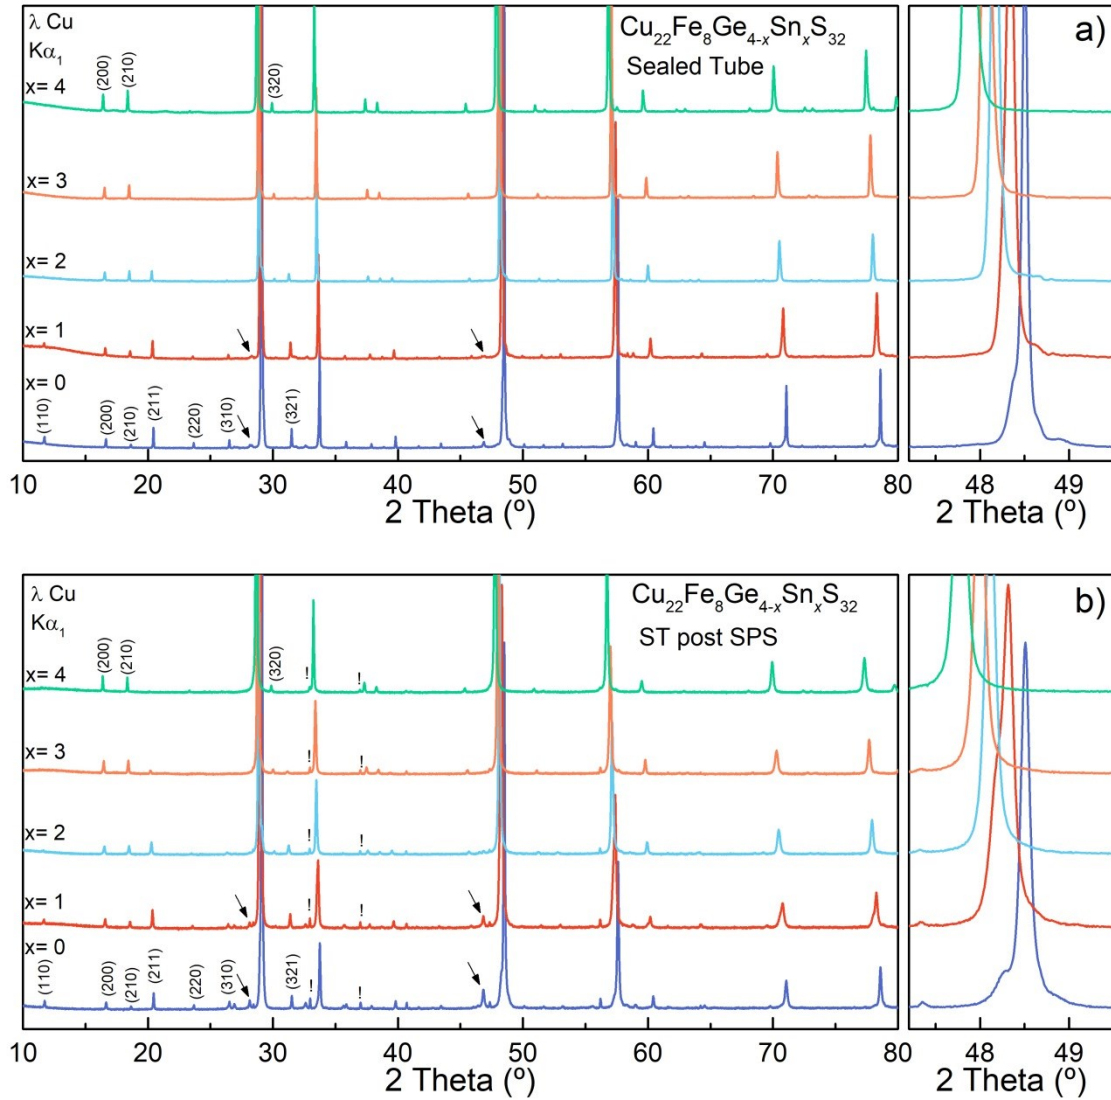 λ Cu
Kα₁
Cu₂₂Fe₈Ge₄₋ₓSnₓS₃₂
Sealed Tube
a)
x= 4
(200)
(210)
(320)
x= 3
x= 2
x= 1
x= 0
(110)
(200)
(210)
(211)
(220)
(310)
(321)
10 20 30 40 50 60 70 80
2 Theta (º)
48 49
2 Theta (º)
λ Cu
Kα₁
Cu₂₂Fe₈Ge₄₋ₓSnₓS₃₂
ST post SPS
b)
x= 4
(200)
(210)
(320)
! !
x= 3
! !
x= 2
! !
x= 1
! !
x= 0
(110)
(200)
(210)
(211)
(220)
(310)
! !
(321)
10 20 30 40 50 60 70 80
2 Theta (º)
48 49
2 Theta (º)